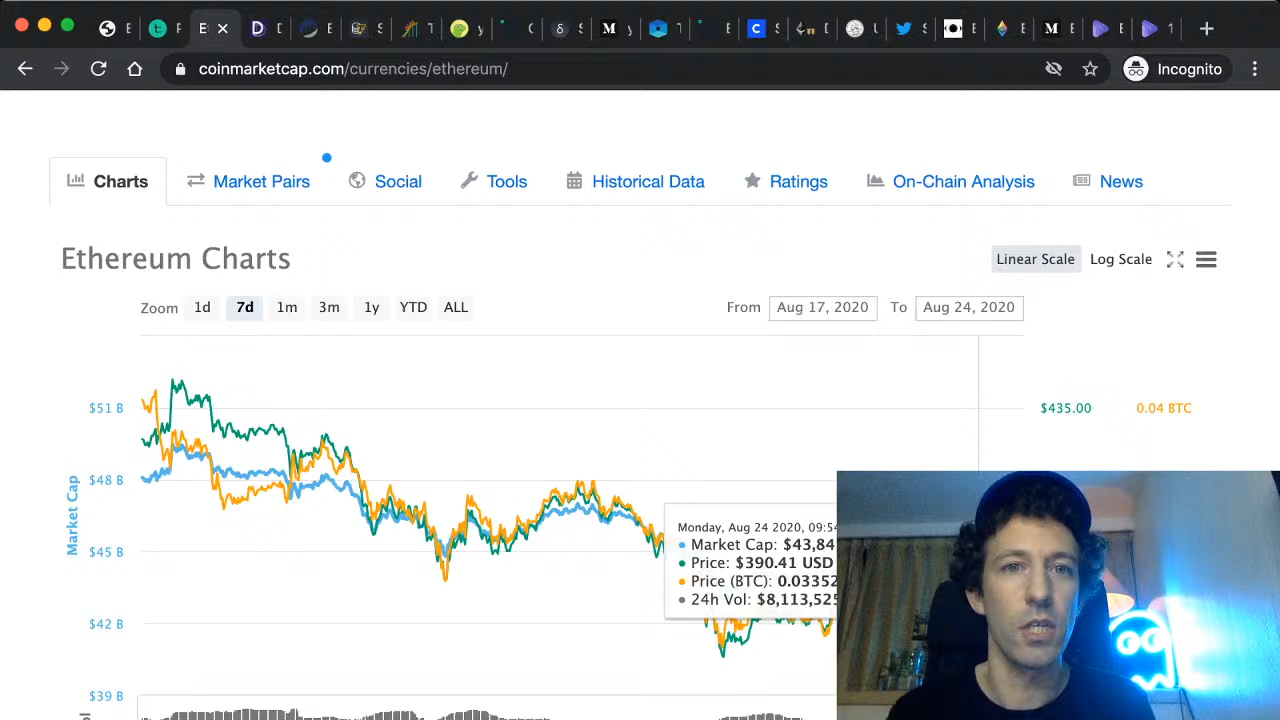 coinmarketcap.com/currencies/ethereum/
Incognito
Charts
Market Pairs
Social
Tools
Historical Data
Ratings
On-Chain Analysis
News
Ethereum Charts
Linear Scale
Log Scale
Zoom 1d 7d 1m 3m 1y YTD ALL
From Aug 17, 2020 To Aug 24, 2020
$51 B
$435.00
0.04 BTC
$48 B
$45 B
$42 B
$39 B
Market Cap
Monday, Aug 24 2020, 09:54
Market Cap: $43,84
Price: $390.41 USD
Price (BTC): 0.03352
24h Vol: $8,113,525